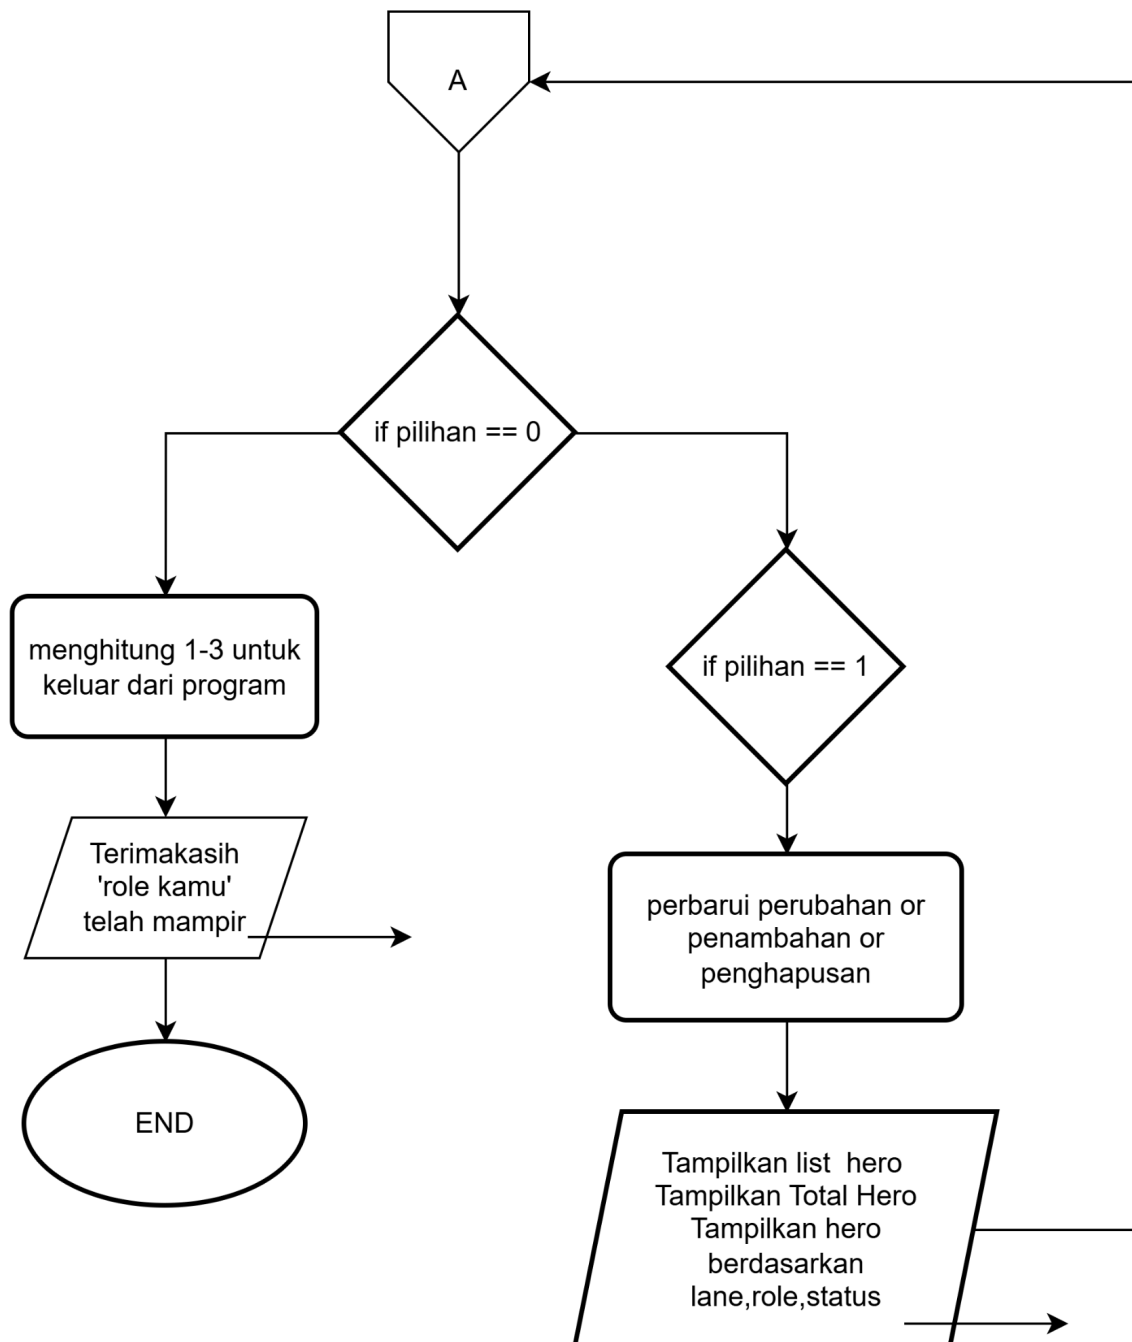 A
if pilihan == 0
menghitung 1-3 untuk
keluar dari program
Terimakasih
'role kamu'
telah mampir
END
if pilihan == 1
perbarui perubahan or
penambahan or
penghapusan
Tampilkan list  hero
Tampilkan Total Hero
Tampilkan hero
berdasarkan
lane,role,status